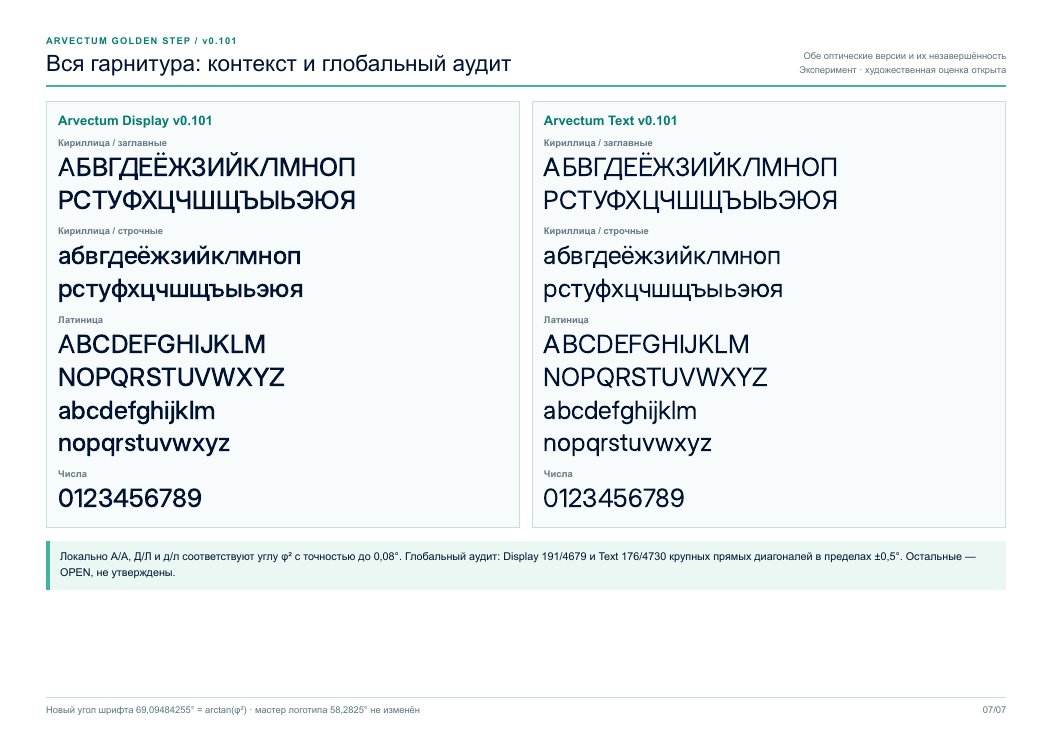 ARVECTUM GOLDEN STEP / v0.101
Вся гарнитура: контекст и глобальный аудит
Обе оптические версии и их незавершённость
Эксперимент · художественная оценка открыта
Arvectum Display v0.101
Кириллица / заглавные
АБВГДЕЁЖЗИЙКЛМНОП
РСТУФХЦЧШЩЪЫЬЭЮЯ
Кириллица / строчные
абвгдеёжзийклмноп
рстуфхцчшщъыьэюя
Латиница
ABCDEFGHIJKLM
NOPQRSTUVWXYZ
abcdefghijklm
nopqrstuvwxyz
Числа
0123456789
Arvectum Text v0.101
Кириллица / заглавные
АБВГДЕЁЖЗИЙКЛМНОП
РСТУФХЦЧШЩЪЫЬЭЮЯ
Кириллица / строчные
абвгдеёжзийклмноп
рстуфхцчшщъыьэюя
Латиница
ABCDEFGHIJKLM
NOPQRSTUVWXYZ
abcdefghijklm
nopqrstuvwxyz
Числа
0123456789
Локально А/A, Д/Л и д/л соответствуют углу φ² с точностью до 0,08°. Глобальный аудит: Display 191/4679 и Text 176/4730 крупных прямых диагоналей в пределах ±0,5°. Остальные —
OPEN, не утверждены.
Новый угол шрифта 69,09484255° = arctan(φ²) · мастер логотипа 58,2825° не изменён
07/07